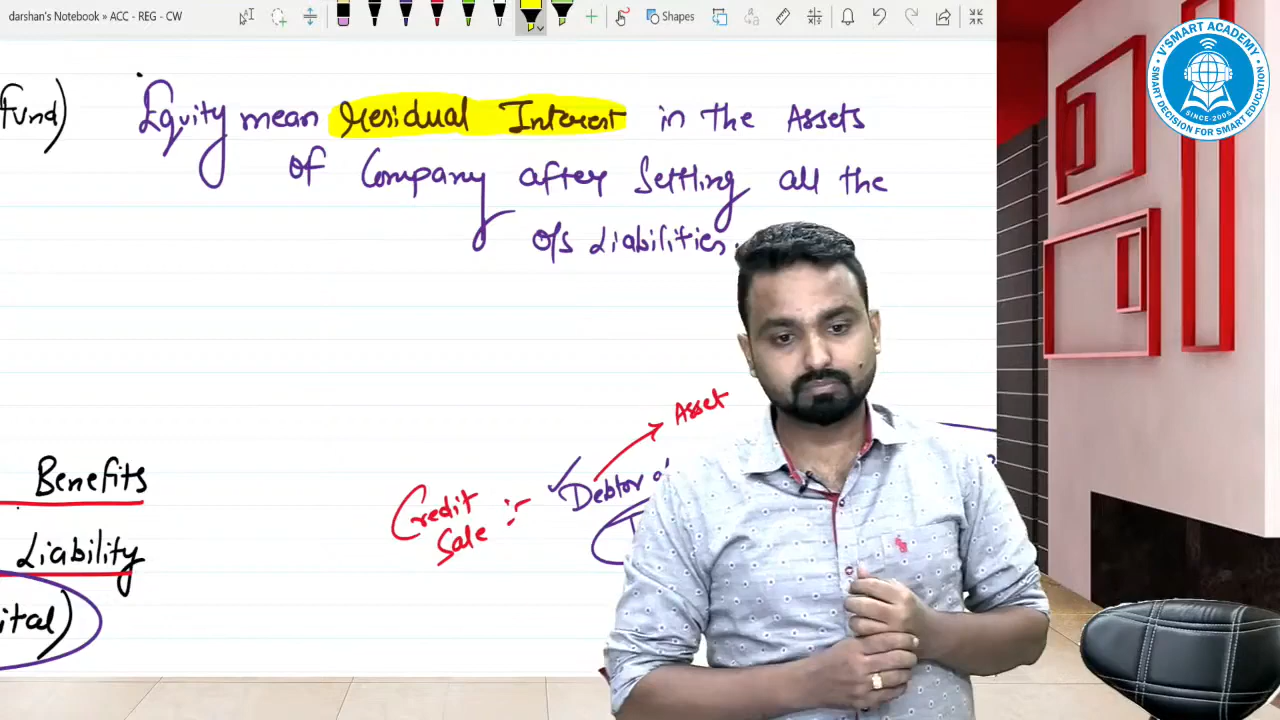 darshan's Notebook » ACC - REG - CW
Shapes
V'SMART ACADEMY
SMART DECISION FOR SMART EDUCATION
SINCE-2005
Fund)
Equity mean Residual Interest in the Assets
of Company after Settling all the
o/s Liabilities.
Asset
Benefits
Credit Sale :-
Debtor
Liability
ital)